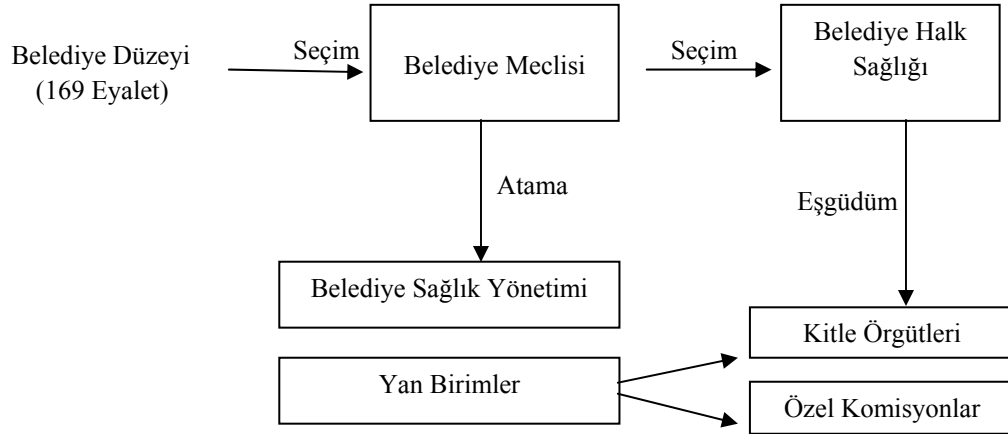 Belediye Düzeyi
(169 Eyalet)
Seçim
Belediye Meclisi
Seçim
Belediye Halk
Sağlığı
Atama
Eşgüdüm
Belediye Sağlık Yönetimi
Kitle Örgütleri
Yan Birimler
Özel Komisyonlar